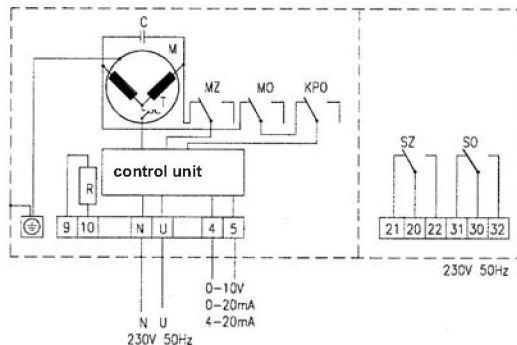 C
M
T
MZ MO KPO
SZ SO
control unit
R
9 10 N U 4 5
21 20 22 31 30 32
0-10V
0-20mA
4-20mA
N U
230V 50Hz
230V 50Hz